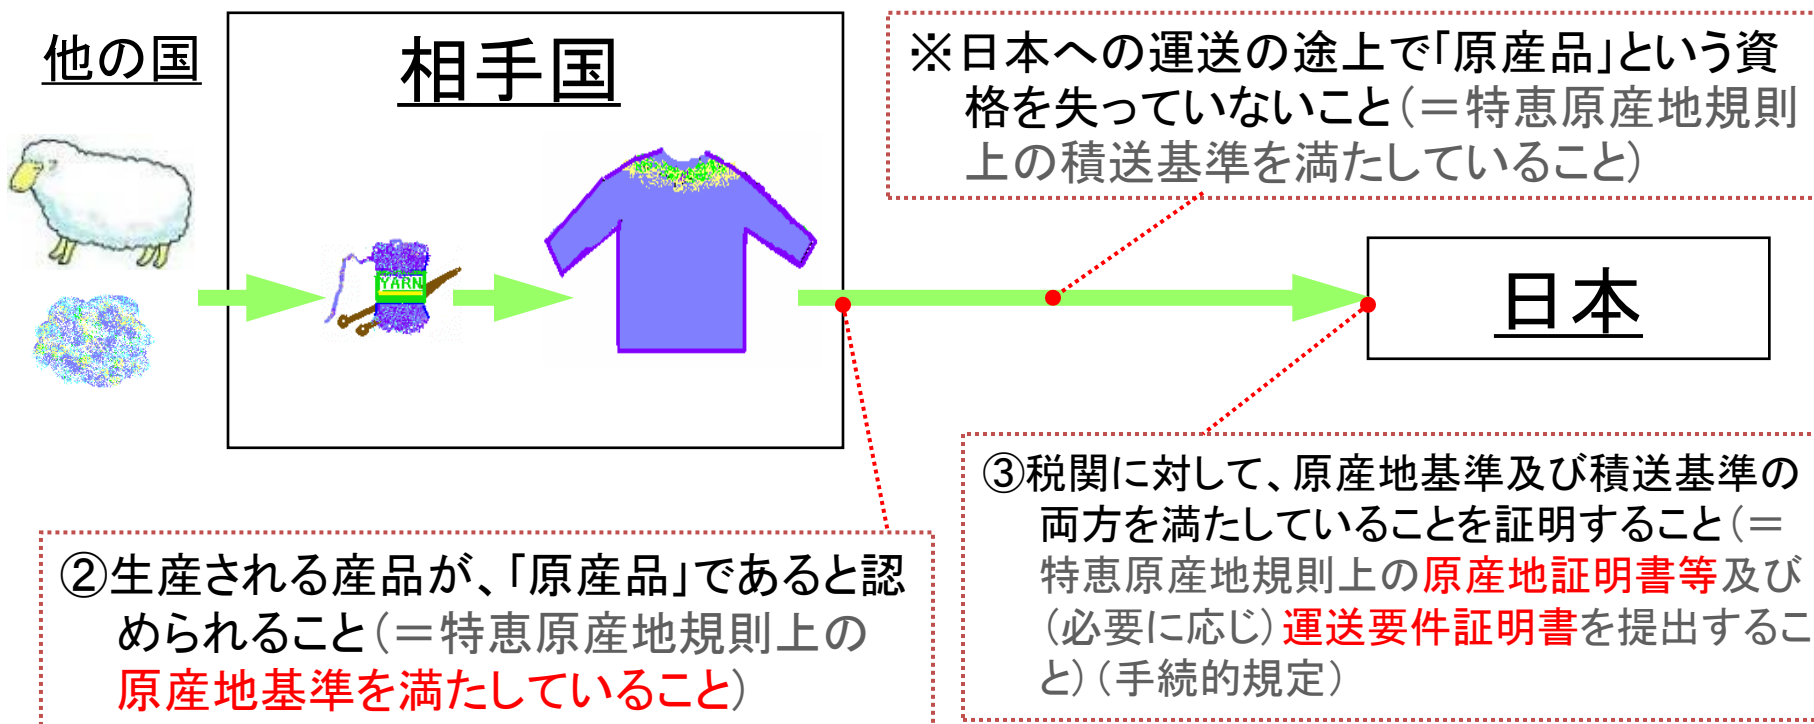 他の国
相手国
※日本への運送の途上で「原産品」という資
格を失っていないこと(=特恵原産地規則
上の積送基準を満たしていること)
YARN
日本
②生産される産品が、「原産品」であると認
められること(=特恵原産地規則上の
原産地基準を満たしていること)
③税関に対して、原産地基準及び積送基準の
両方を満たしていることを証明すること(=
特恵原産地規則上の原産地証明書等及び
(必要に応じ)運送要件証明書を提出するこ
と)(手続的規定)